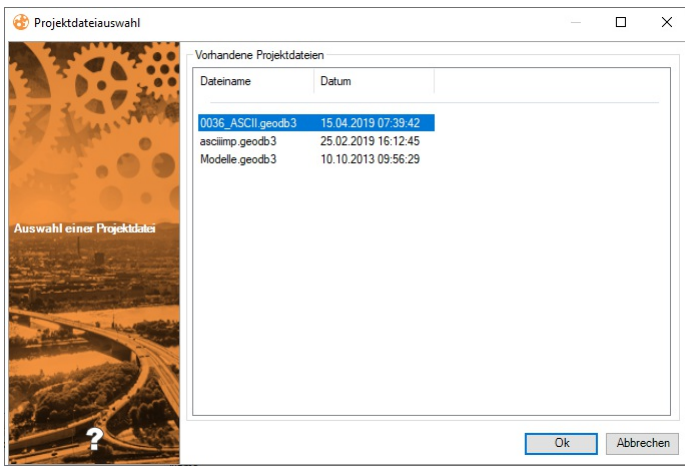 Projektdateiauswahl
Vorhandene Projektdateien
Dateiname Datum
0036_ASCII.geodb3 15.04.2019 07:39:42
asciiimp.geodb3 25.02.2019 16:12:45
Modelle.geodb3 10.10.2013 09:56:29
Auswahl einer Projektdatei
?
Ok Abbrechen